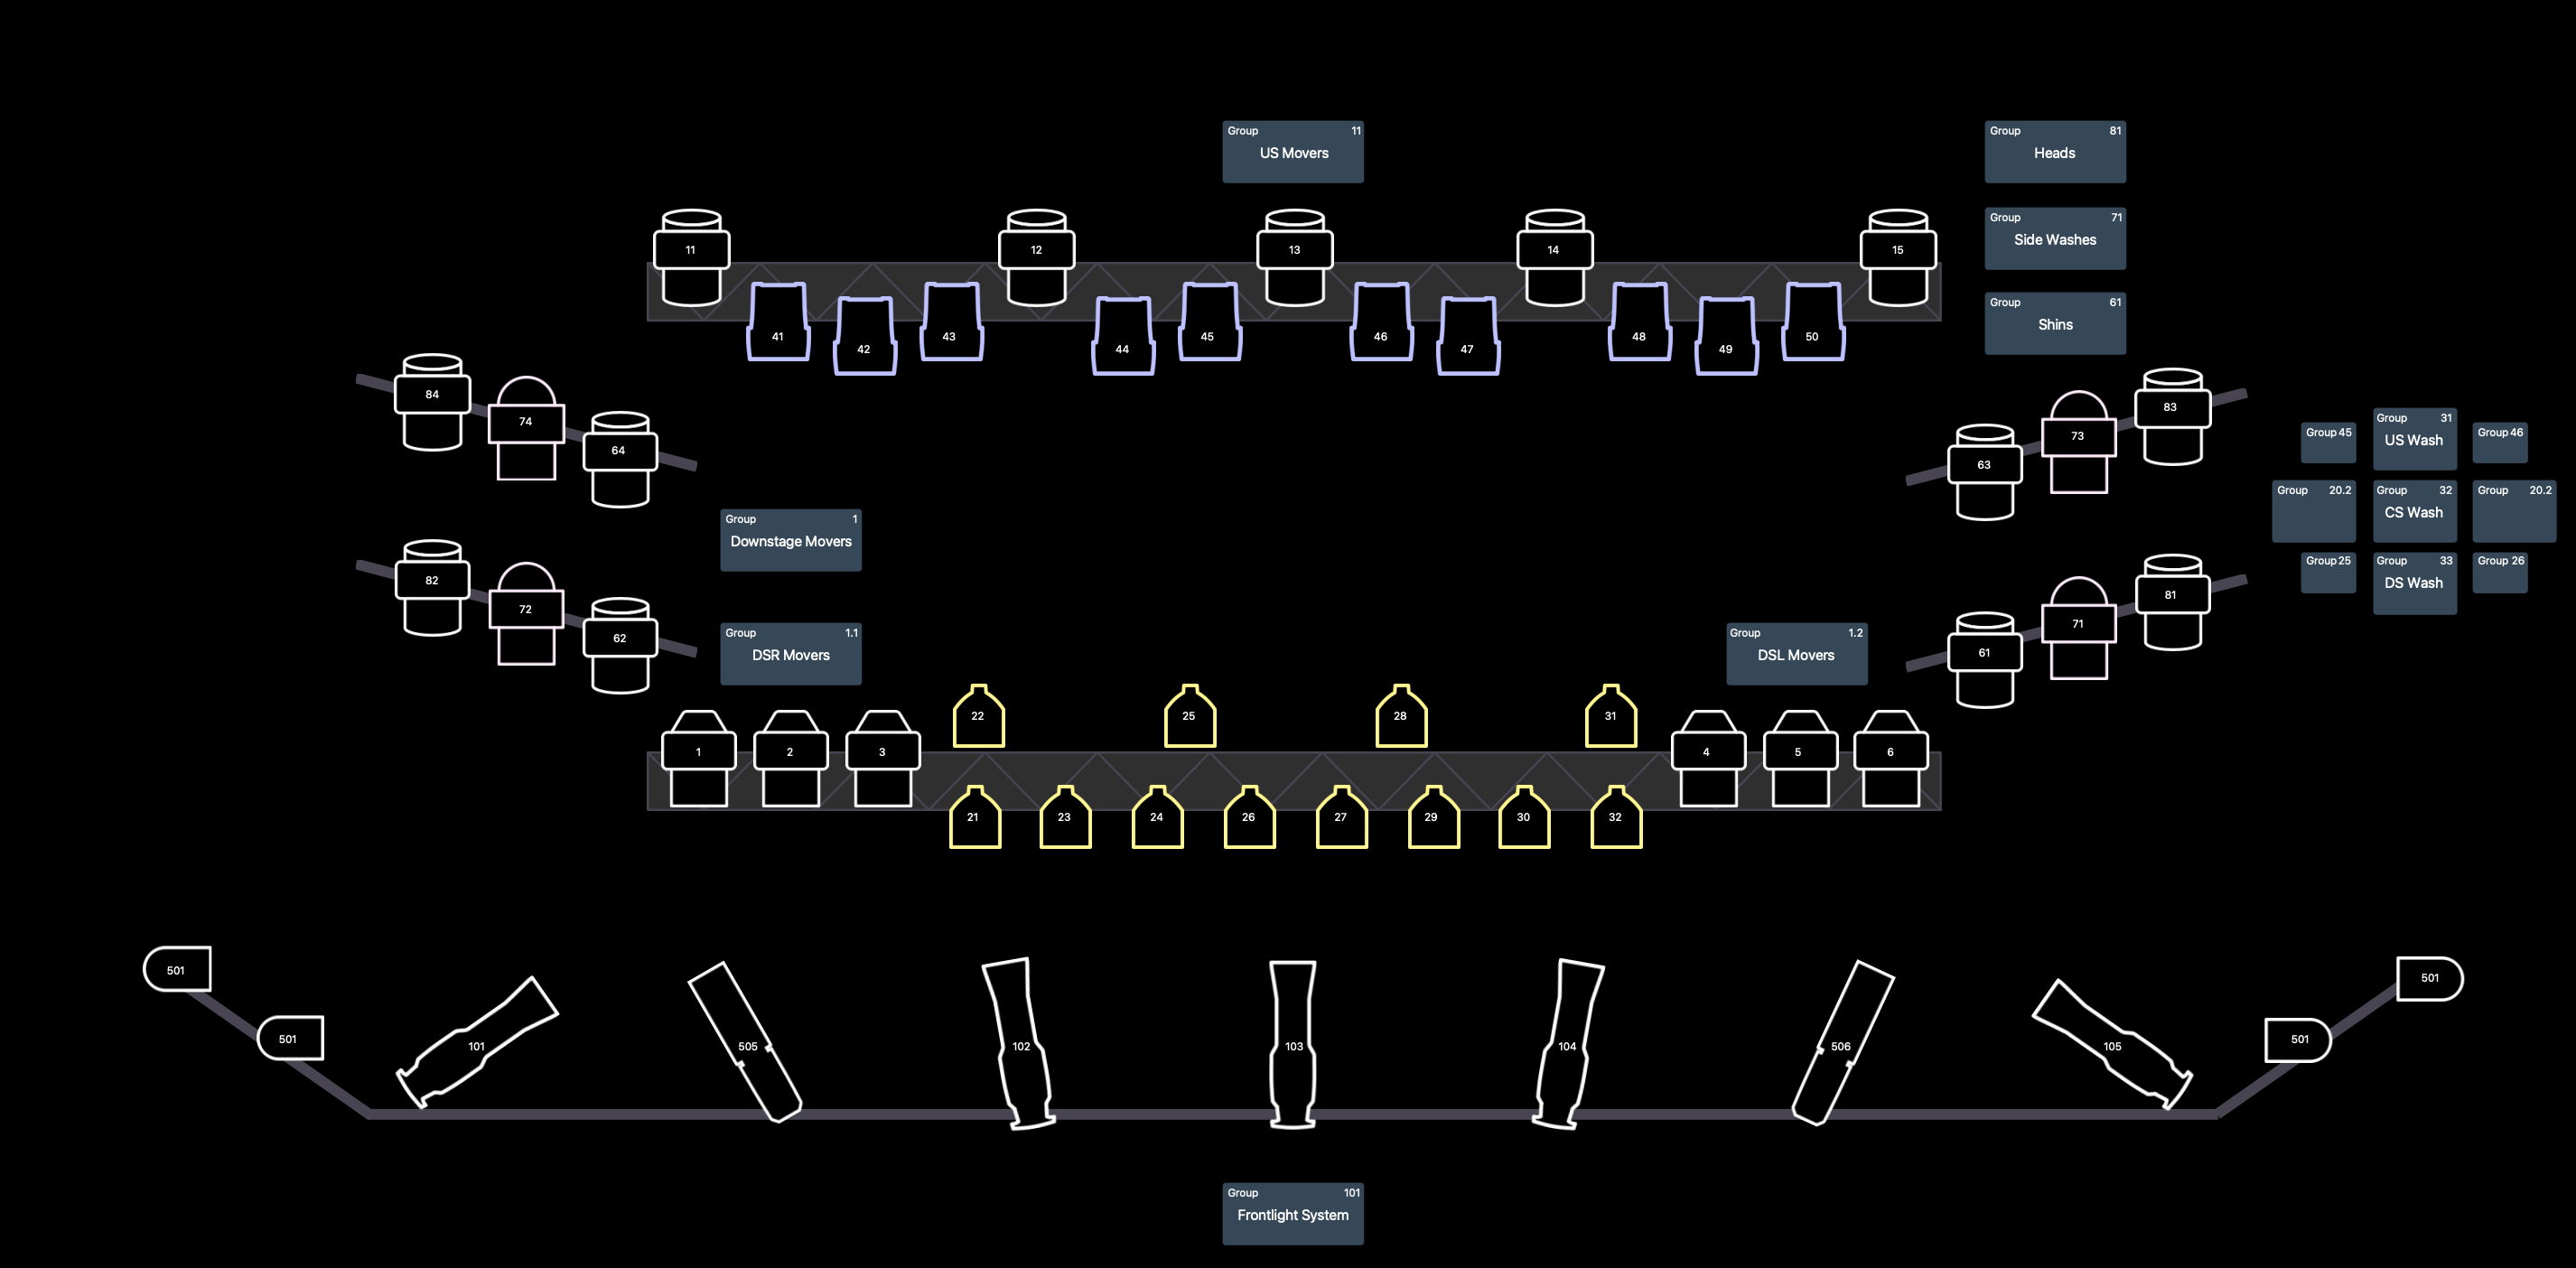 Group 11
US Movers
Group 81
Heads
11
12
13
14
15
Group 71
Side Washes
41
42
43
44
45
46
47
48
49
50
Group 61
Shins
84
74
64
83
73
63
Group 45
Group 31
US Wash
Group 46
Group 20.2
Group 32
CS Wash
Group 20.2
Group 1
Downstage Movers
82
72
62
81
71
61
Group 25
Group 33
DS Wash
Group 26
Group 1.1
DSR Movers
Group 1.2
DSL Movers
22
25
28
31
1
2
3
4
5
6
21
23
24
26
27
29
30
32
501
501
101
505
102
103
104
506
105
501
501
Group 101
Frontlight System